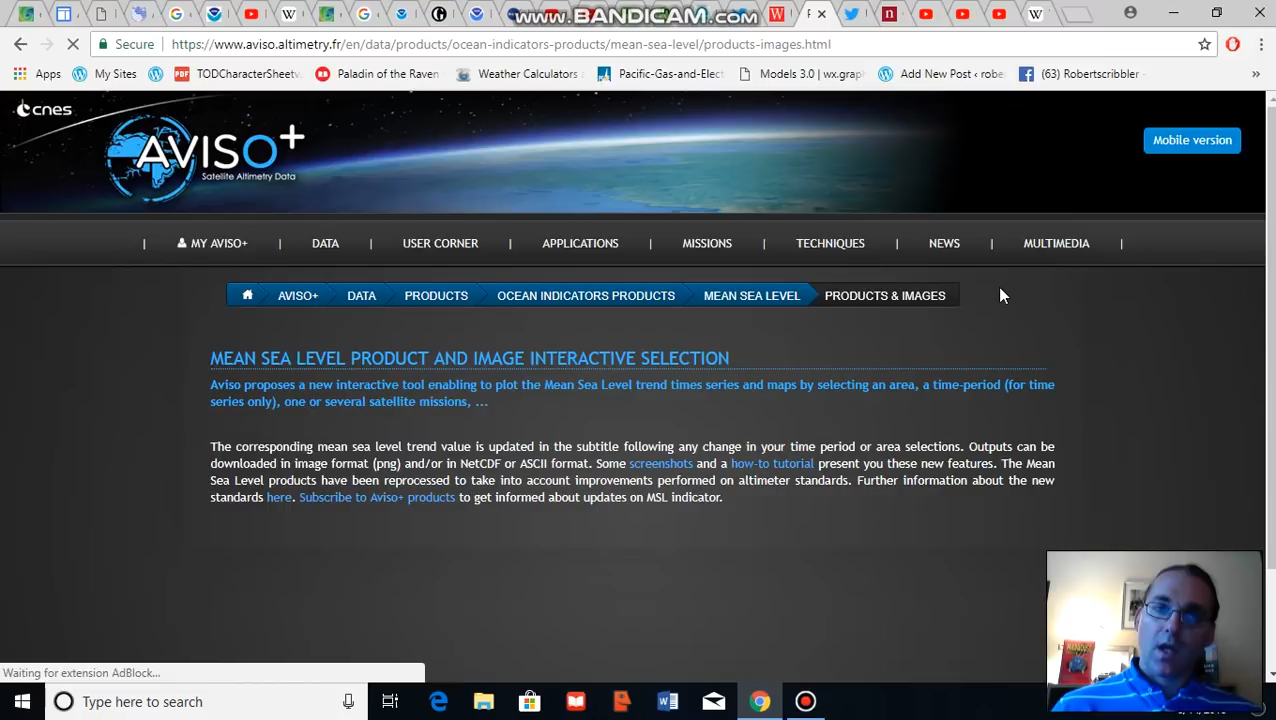 www.BANDICAM.com
Secure https://www.aviso.altimetry.fr/en/data/products/ocean-indicators-products/mean-sea-level/products-images.html
Apps My Sites TODCharacterSheetv Paladin of the Raven Weather Calculators Pacific-Gas-and-Elect Models 3.0 | wx.grap Add New Post ‹ robe (63) Robertscribbler »
cnes
AVISO+
Satellite Altimetry Data
Mobile version
MY AVISO+ | DATA | USER CORNER | APPLICATIONS | MISSIONS | TECHNIQUES | NEWS | MULTIMEDIA
AVISO+ DATA PRODUCTS OCEAN INDICATORS PRODUCTS MEAN SEA LEVEL PRODUCTS & IMAGES
MEAN SEA LEVEL PRODUCT AND IMAGE INTERACTIVE SELECTION
Aviso proposes a new interactive tool enabling to plot the Mean Sea Level trend times series and maps by selecting an area, a time-period (for time
series only), one or several satellite missions, ...
The corresponding mean sea level trend value is updated in the subtitle following any change in your time period or area selections. Outputs can be
downloaded in image format (png) and/or in NetCDF or ASCII format. Some screenshots and a how-to tutorial present you these new features. The Mean
Sea Level products have been reprocessed to take into account improvements performed on altimeter standards. Further information about the new
standards here. Subscribe to Aviso+ products to get informed about updates on MSL indicator.
Waiting for extension AdBlock...
Type here to search